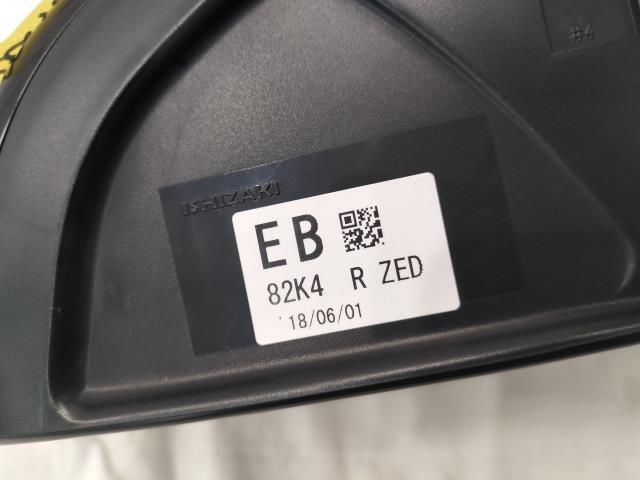 #4
ISHIZAKI
EB
82K4 R ZED
'18/06/01